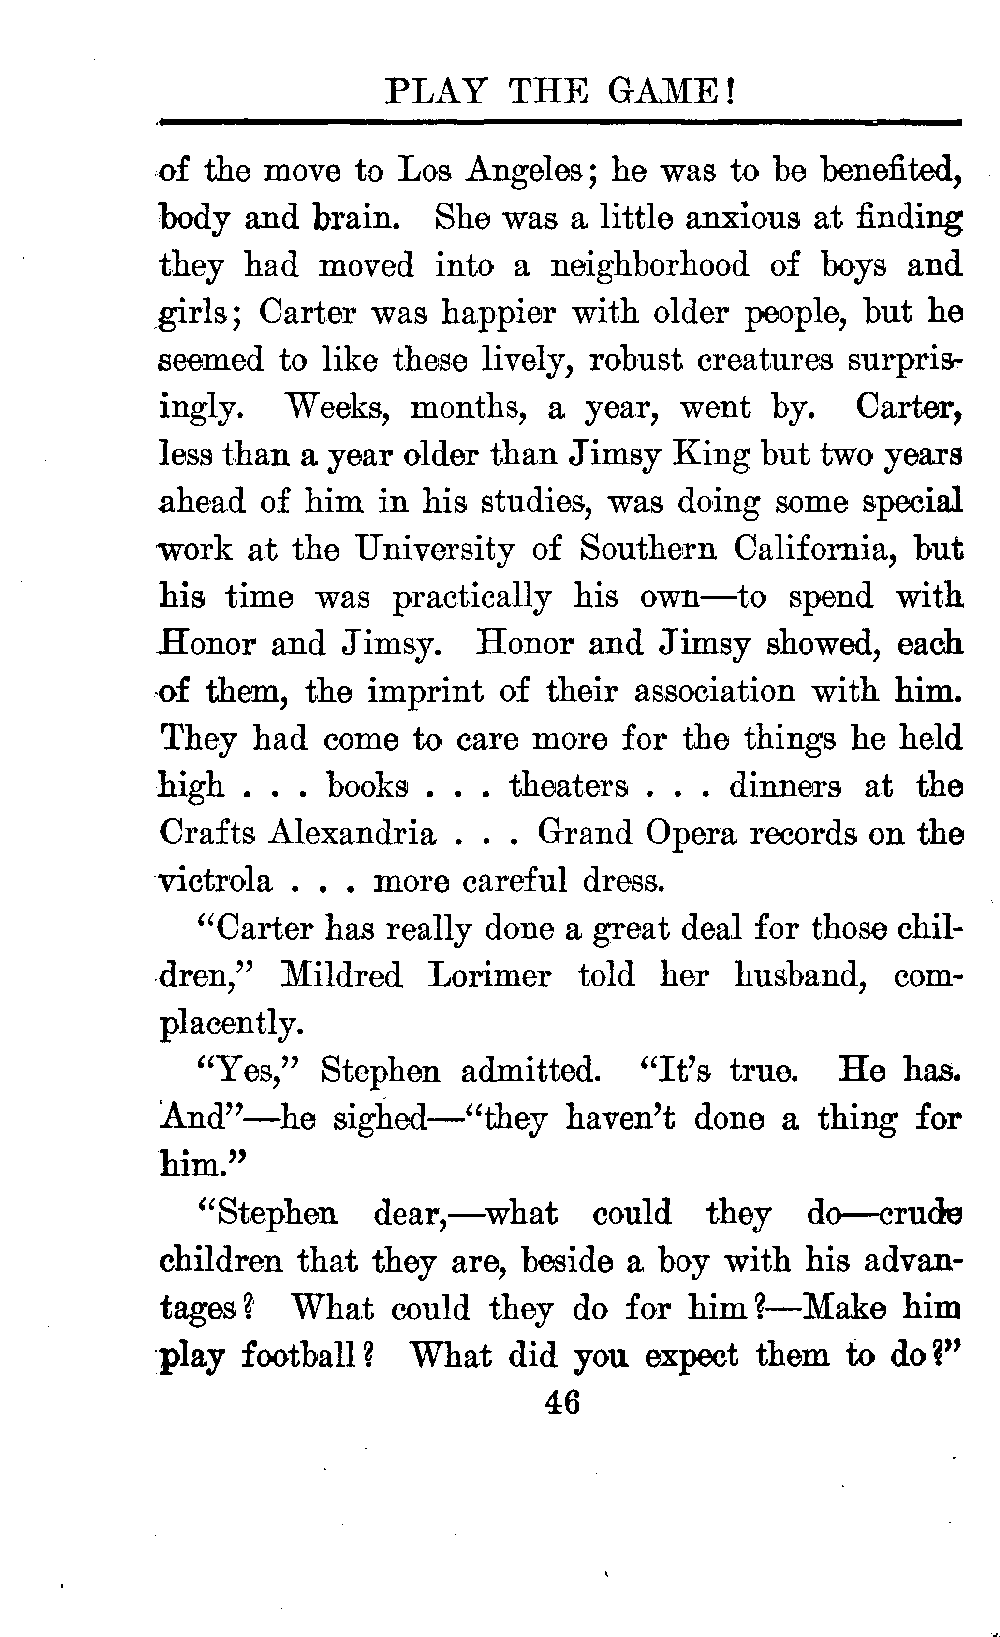 PLAY THE GAME!
of the move to Los Angeles; he was to be benefited,
body and brain. She was a little anxious at finding
they had moved into a neighborhood of boys and
girls; Carter was happier with older people, but he
seemed to like these lively, robust creatures surpris-
ingly. Weeks, months, a year, went by. Carter,
less than a year older than Jimsy King but two years
ahead of him in his studies, was doing some special
work at the University of Southern California, but
his time was practically his own—to spend with
Honor and Jimsy. Honor and Jimsy showed, each
of them, the imprint of their association with him.
They had come to care more for the things he held
high . . . books . . . theaters . . . dinners at the
Crafts Alexandria . . . Grand Opera records on the
victrola . . . more careful dress.
“Carter has really done a great deal for those chil-
dren,” Mildred Lorimer told her husband, com-
placently.
“Yes,” Stephen admitted. “It’s true. He has.
And”—he sighed—“they haven’t done a thing for
him.”
“Stephen dear,—what could they do—crude
children that they are, beside a boy with his advan-
tages? What could they do for him?—Make him
play football? What did you expect them to do?”
46